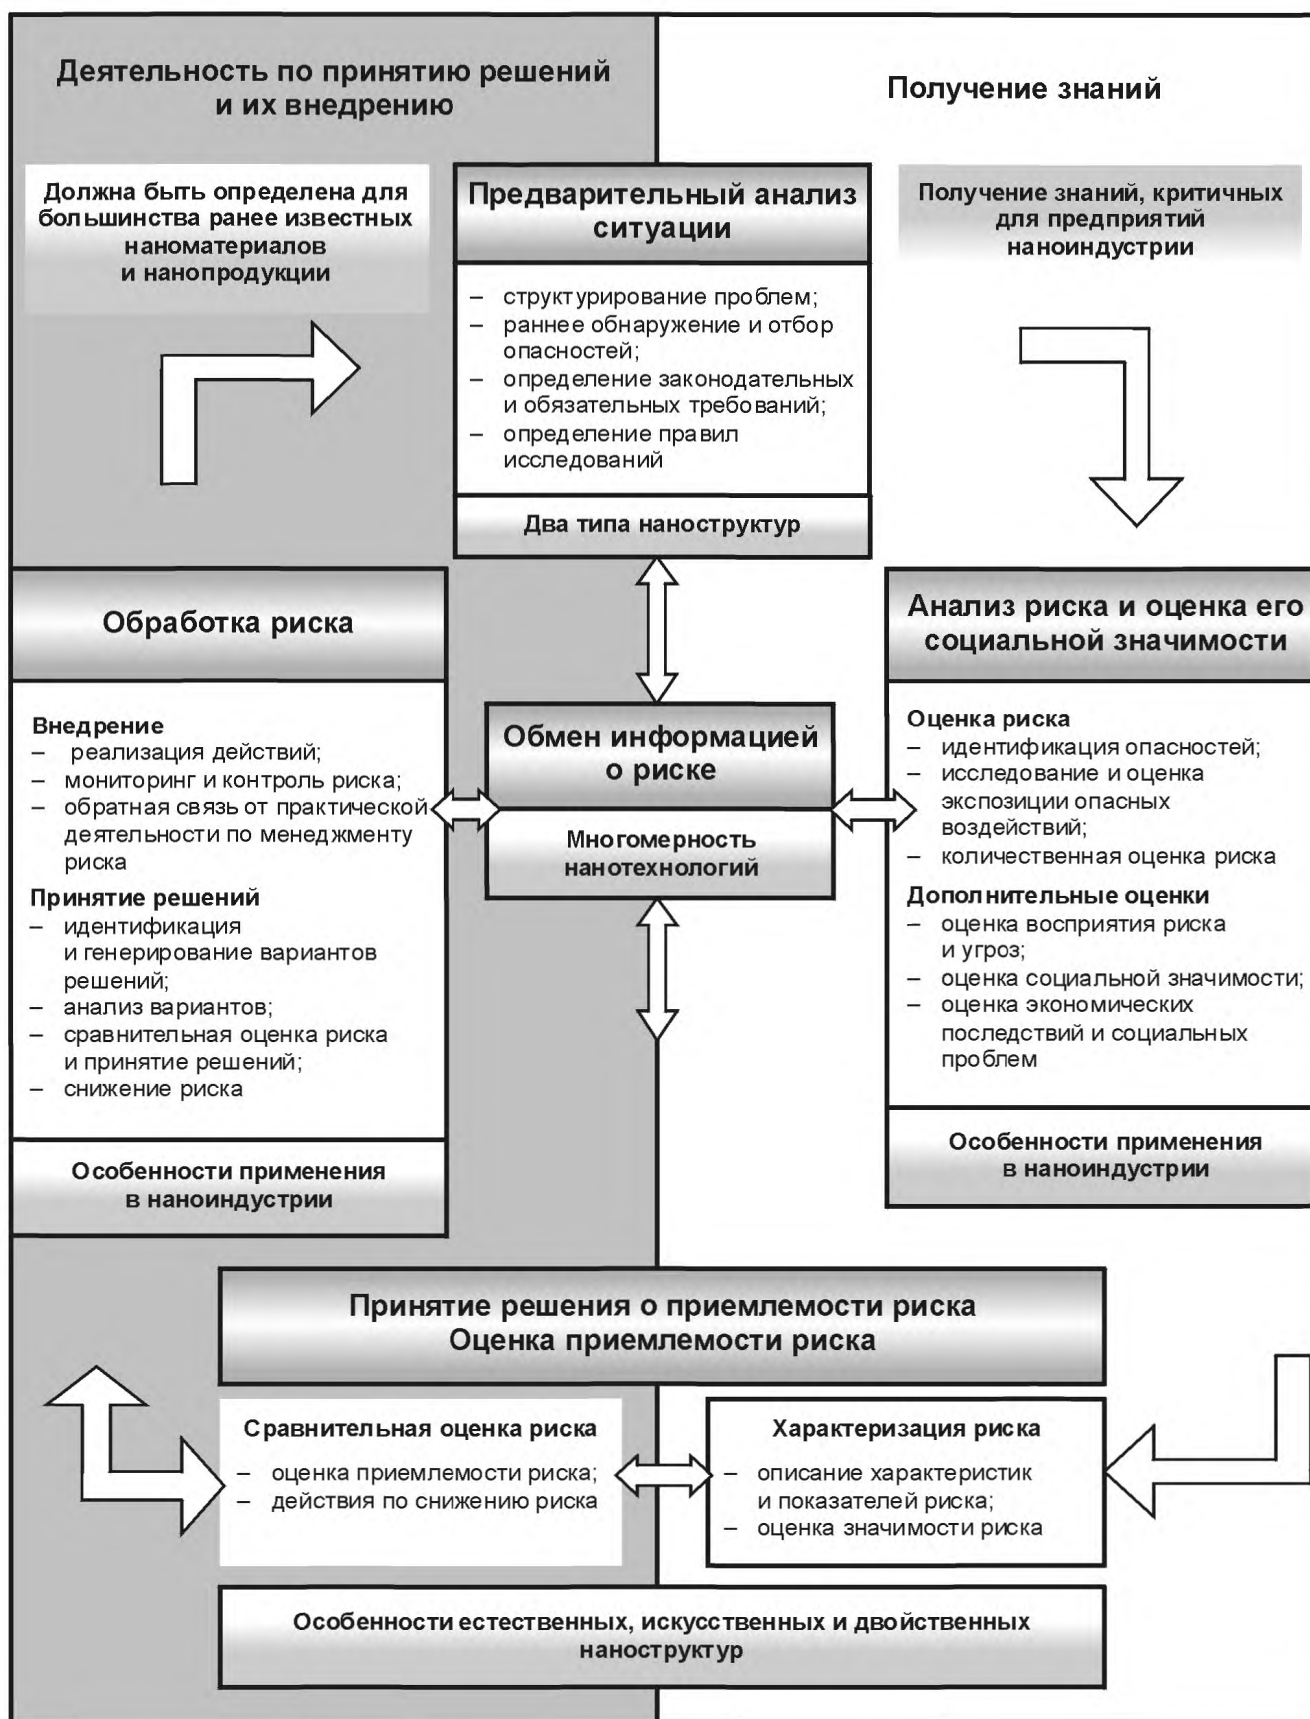 Деятельность по принятию решений
и их внедрению
Получение знаний
Должна быть определена для
большинства ранее известных
наноматериалов
и нанопродукции
Предварительный анализ
ситуации
– структурирование проблем;
– раннее обнаружение и отбор
опасностей;
– определение законодательных
и обязательных требований;
– определение правил
исследований
Два типа наноструктур
Получение знаний, критичных
для предприятий
наноиндустрии
Обработка риска
Внедрение
– реализация действий;
– мониторинг и контроль риска;
– обратная связь от практической
деятельности по менеджменту
риска
Принятие решений
– идентификация
и генерирование вариантов
решений;
– анализ вариантов;
– сравнительная оценка риска
и принятие решений;
– снижение риска
Особенности применения
в наноиндустрии
Обмен информацией
о риске
Многомерность
нанотехнологий
Анализ риска и оценка его
социальной значимости
Оценка риска
– идентификация опасностей;
– исследование и оценка
экспозиции опасных
воздействий;
– количественная оценка риска
Дополнительные оценки
– оценка восприятия риска
и угроз;
– оценка социальной значимости;
– оценка экономических
последствий и социальных
проблем
Особенности применения
в наноиндустрии
Принятие решения о приемлемости риска
Оценка приемлемости риска
Сравнительная оценка риска
– оценка приемлемости риска;
– действия по снижению риска
Характеризация риска
– описание характеристик
и показателей риска;
– оценка значимости риска
Особенности естественных, искусственных и двойственных
наноструктур